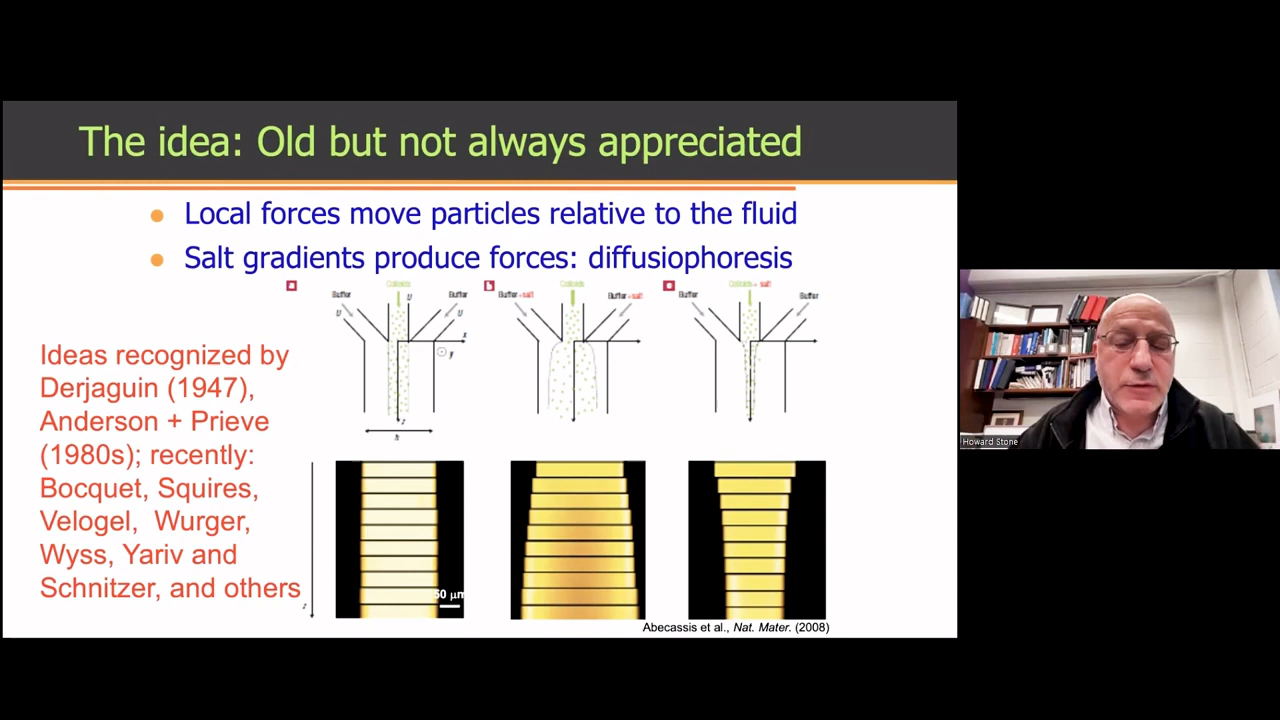 The idea: Old but not always appreciated
Local forces move particles relative to the fluid
Salt gradients produce forces: diffusiophoresis
a
Colloids
Buffer
U
Buffer
U
U
x
y
z
h
b
Colloids
Buffer+salt
Buffer+salt
Colloids + salt
Buffer
Buffer
Ideas recognized by
Derjaguin (1947),
Anderson + Prieve
(1980s); recently:
Bocquet, Squires,
Velogel, Wurger,
Wyss, Yariv and
Schnitzer, and others
z
50 μm
Abecassis et al., Nat. Mater. (2008)
Howard Stone